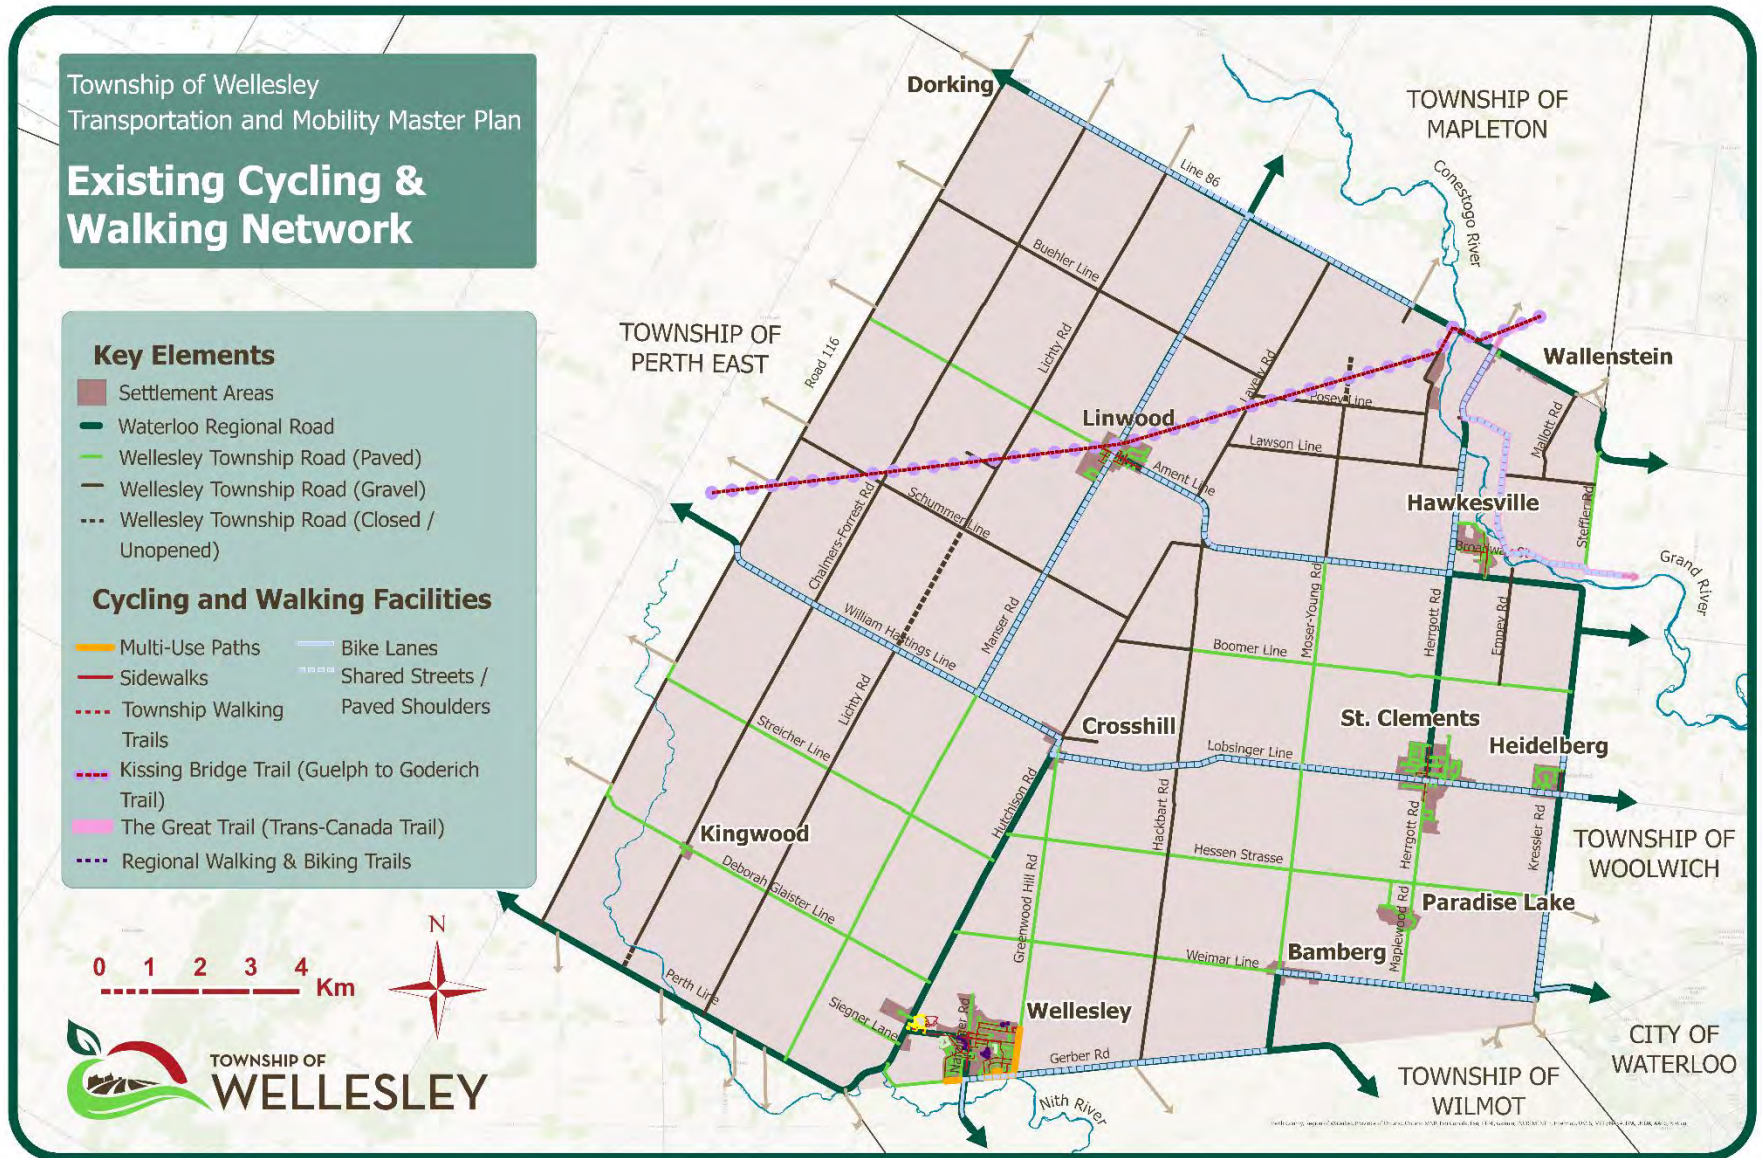 Township of Wellesley
Transportation and Mobility Master Plan
Existing Cycling &
Walking Network
Key Elements
Settlement Areas
Waterloo Regional Road
Wellesley Township Road (Paved)
Wellesley Township Road (Gravel)
Wellesley Township Road (Closed /
Unopened)
Cycling and Walking Facilities
Multi-Use Paths
Bike Lanes
Sidewalks
Shared Streets /
Paved Shoulders
Township Walking
Trails
Kissing Bridge Trail (Guelph to Goderich
Trail)
The Great Trail (Trans-Canada Trail)
Regional Walking & Biking Trails
0 1 2 3 4
Km
N
TOWNSHIP OF
WELLESLEY
Dorking
TOWNSHIP OF
MAPLETON
Line 86
Conestogo River
Buehler Line
TOWNSHIP OF
PERTH EAST
Road 116
Lichty Rd
Lavery Rd
Wallenstein
Posey Line
Mallott Rd
Linwood
Lawson Line
Ament Line
Hawkesville
Chalmers-Forrest Rd
Schummer Line
Steffler Rd
Broadway St
Grand River
William Hastings Line
Manser Rd
Moser-Young Rd
Herrgott Rd
Empey Rd
Boomer Line
Lichty Rd
Streicher Line
Crosshill
St. Clements
Heidelberg
Lobsinger Line
Hutchison Rd
Hackbart Rd
Herrgott Rd
Kressler Rd
Kingwood
TOWNSHIP OF
WOOLWICH
Hessen Strasse
Deborah Glaister Line
Greenwood Hill Rd
Maplewood Rd
Paradise Lake
Weimar Line
Bamberg
Perth Line
Siegner Lane
Wellesley
Gerber Rd
CITY OF
WATERLOO
TOWNSHIP OF
WILMOT
Nith River